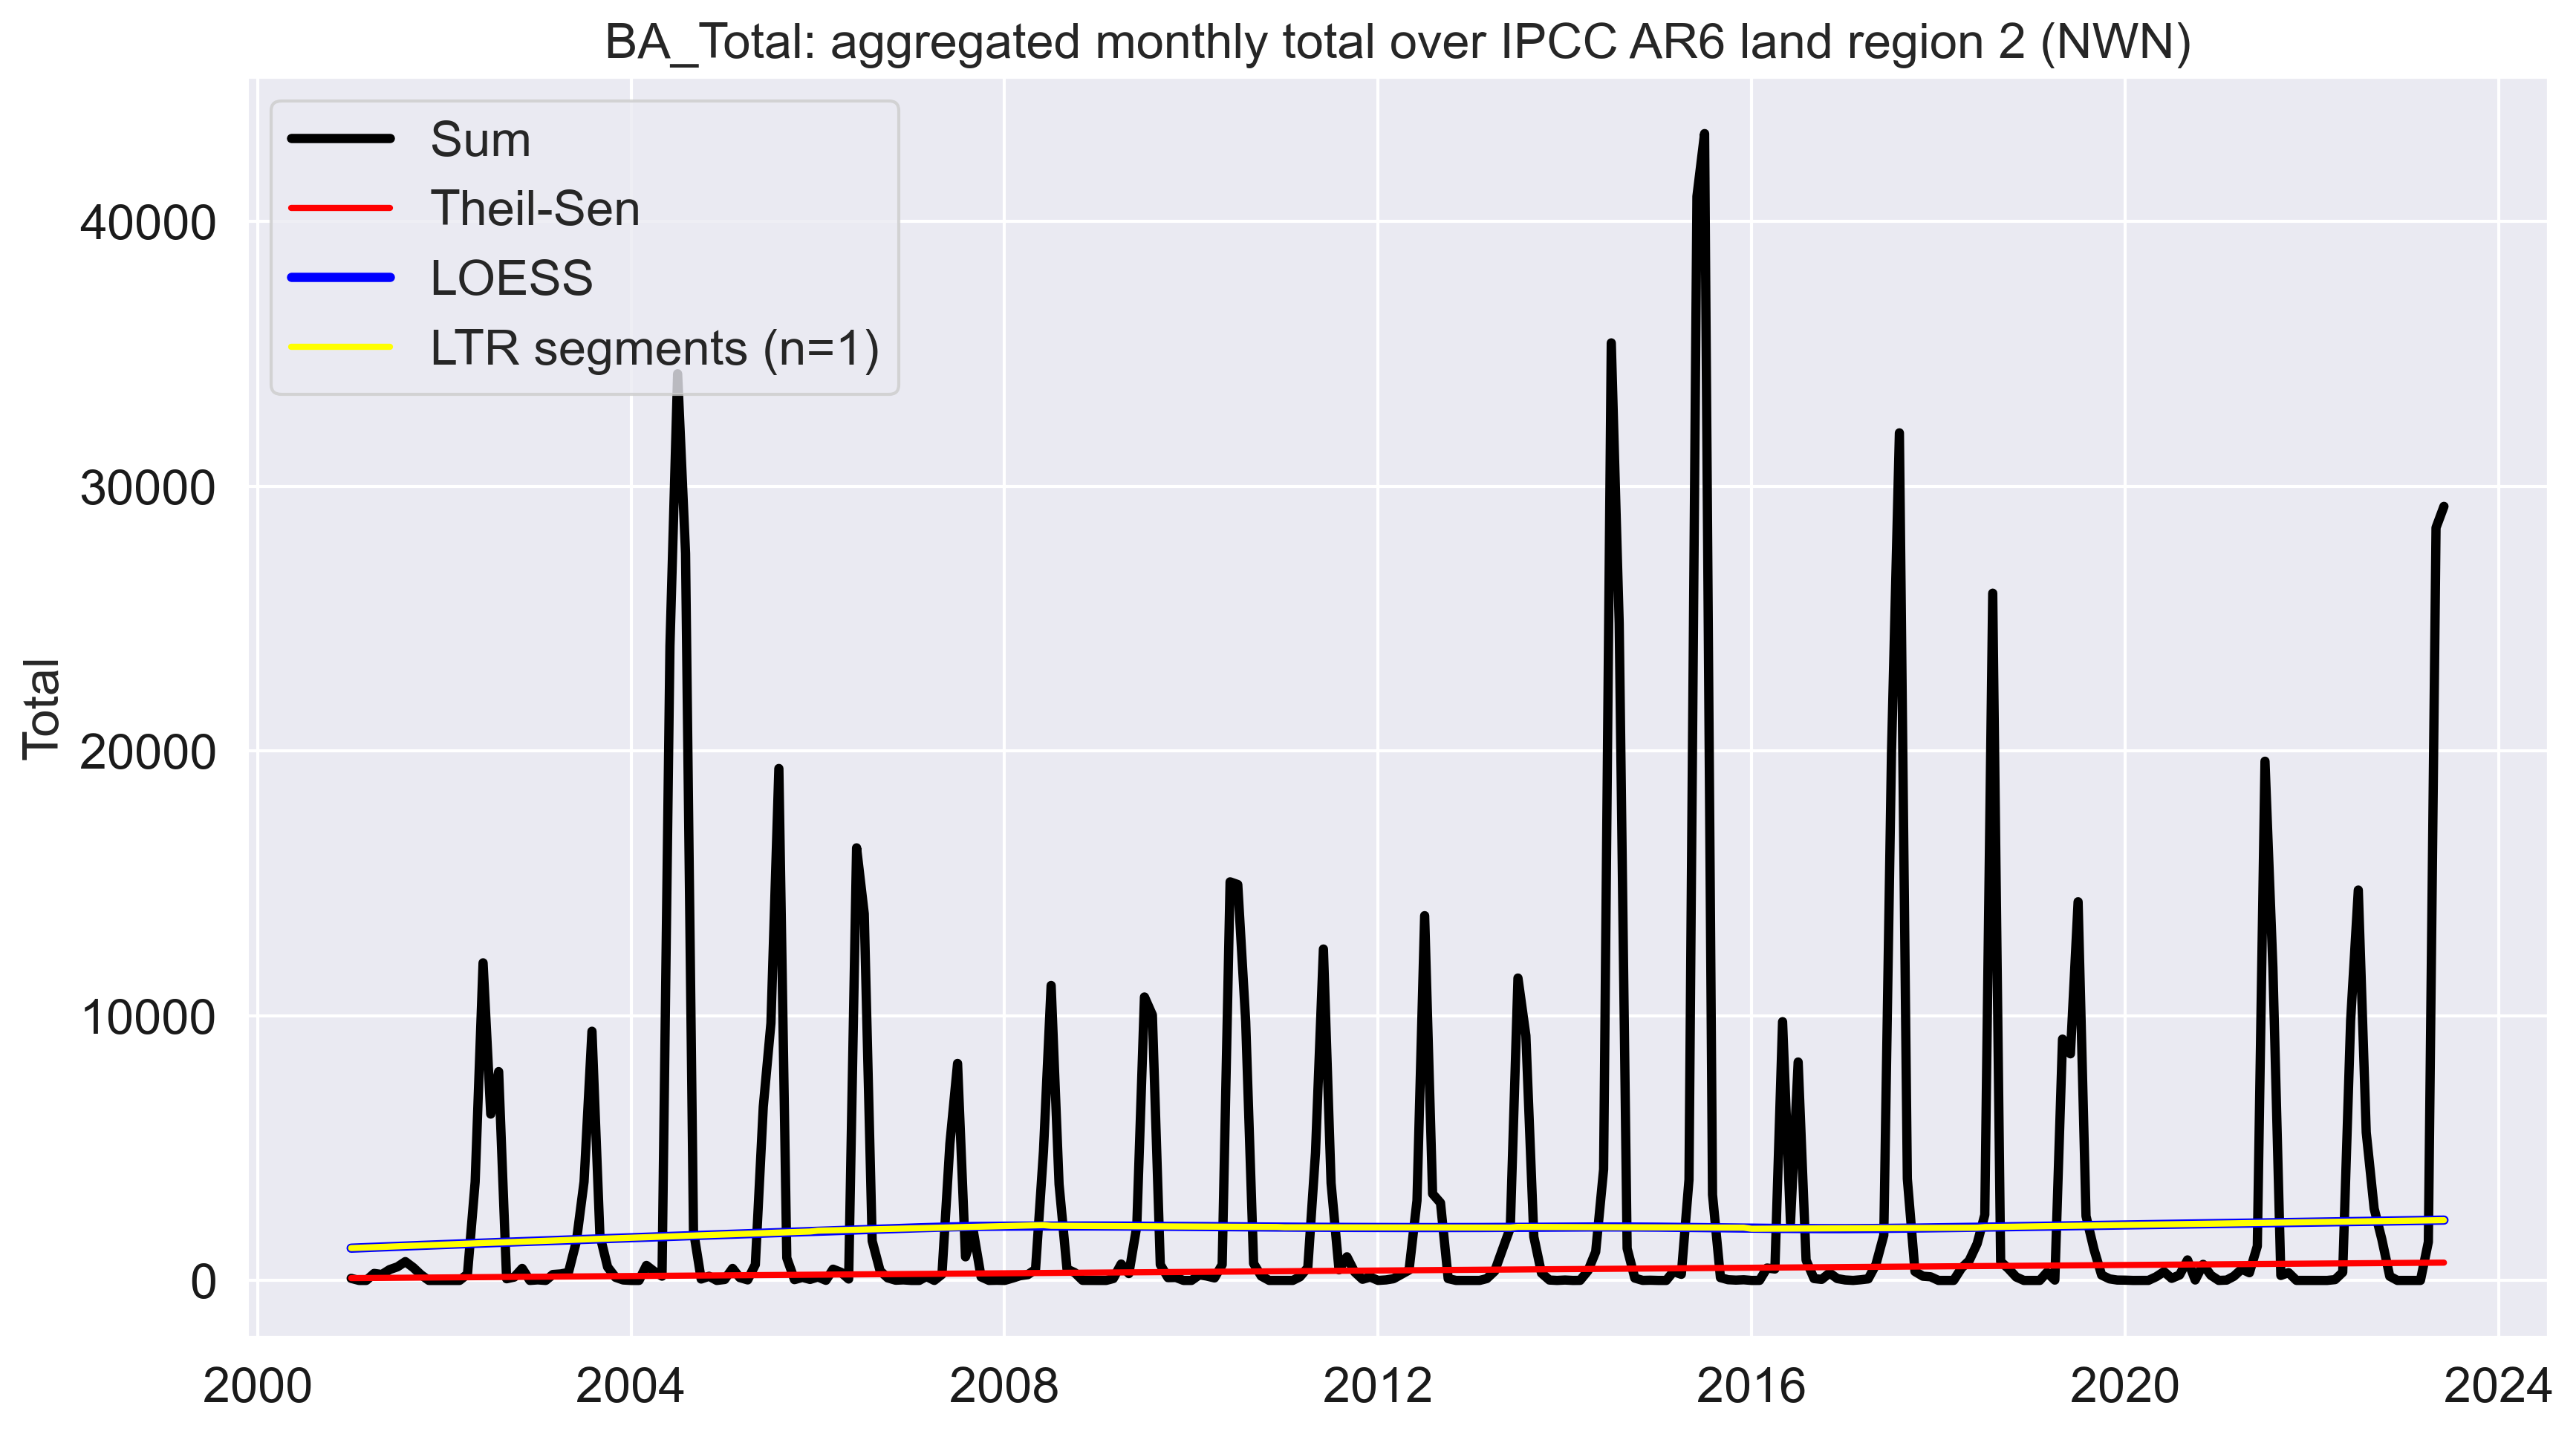 BA_Total: aggregated monthly total over IPCC AR6 land region 2 (NWN)
Sum
Theil-Sen
LOESS
LTR segments (n=1)
Total
40000
30000
20000
10000
0
2000 2004 2008 2012 2016 2020 2024